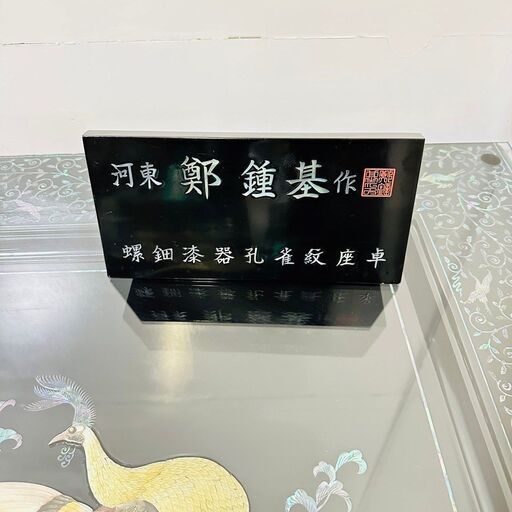 河東 鄭鍾基作
螺鈿漆器孔雀紋座卓